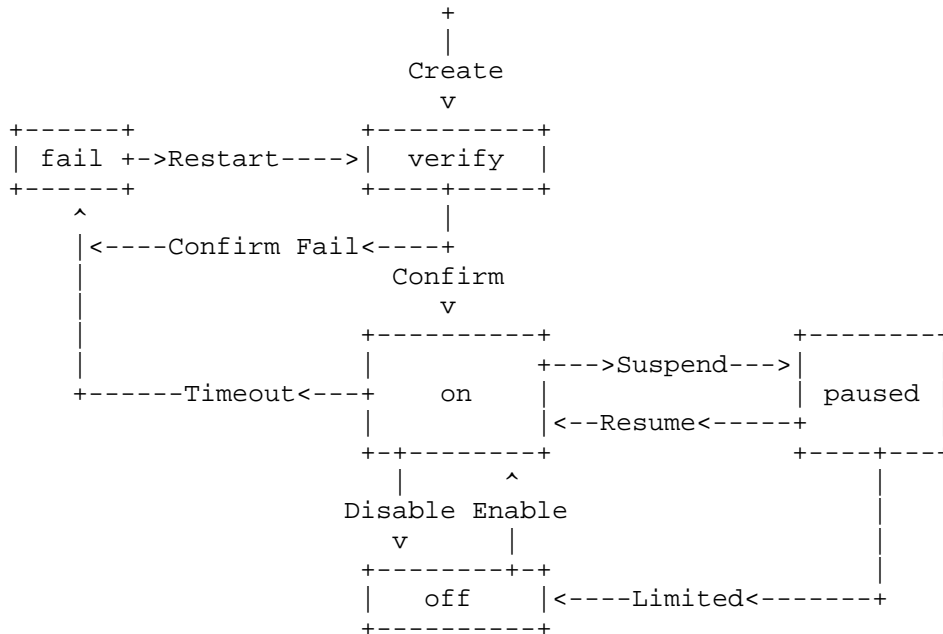 Create
fail Restart verify
Confirm Fail
Confirm
Suspend
Timeout on paused
Resume
Disable Enable
off Limited